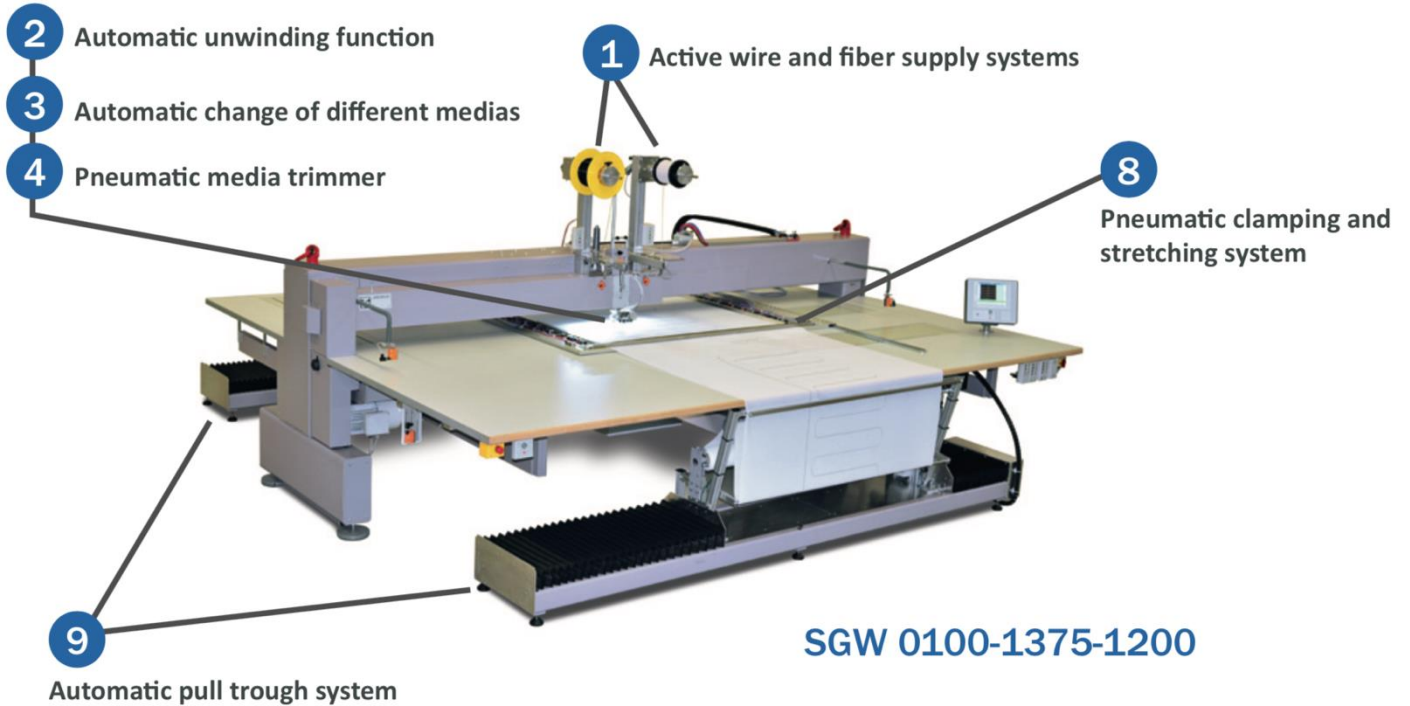 2 Automatic unwinding function
1 Active wire and fiber supply systems
3 Automatic change of different medias
4 Pneumatic media trimmer
8
Pneumatic clamping and
stretching system
9
SGW 0100-1375-1200
Automatic pull trough system